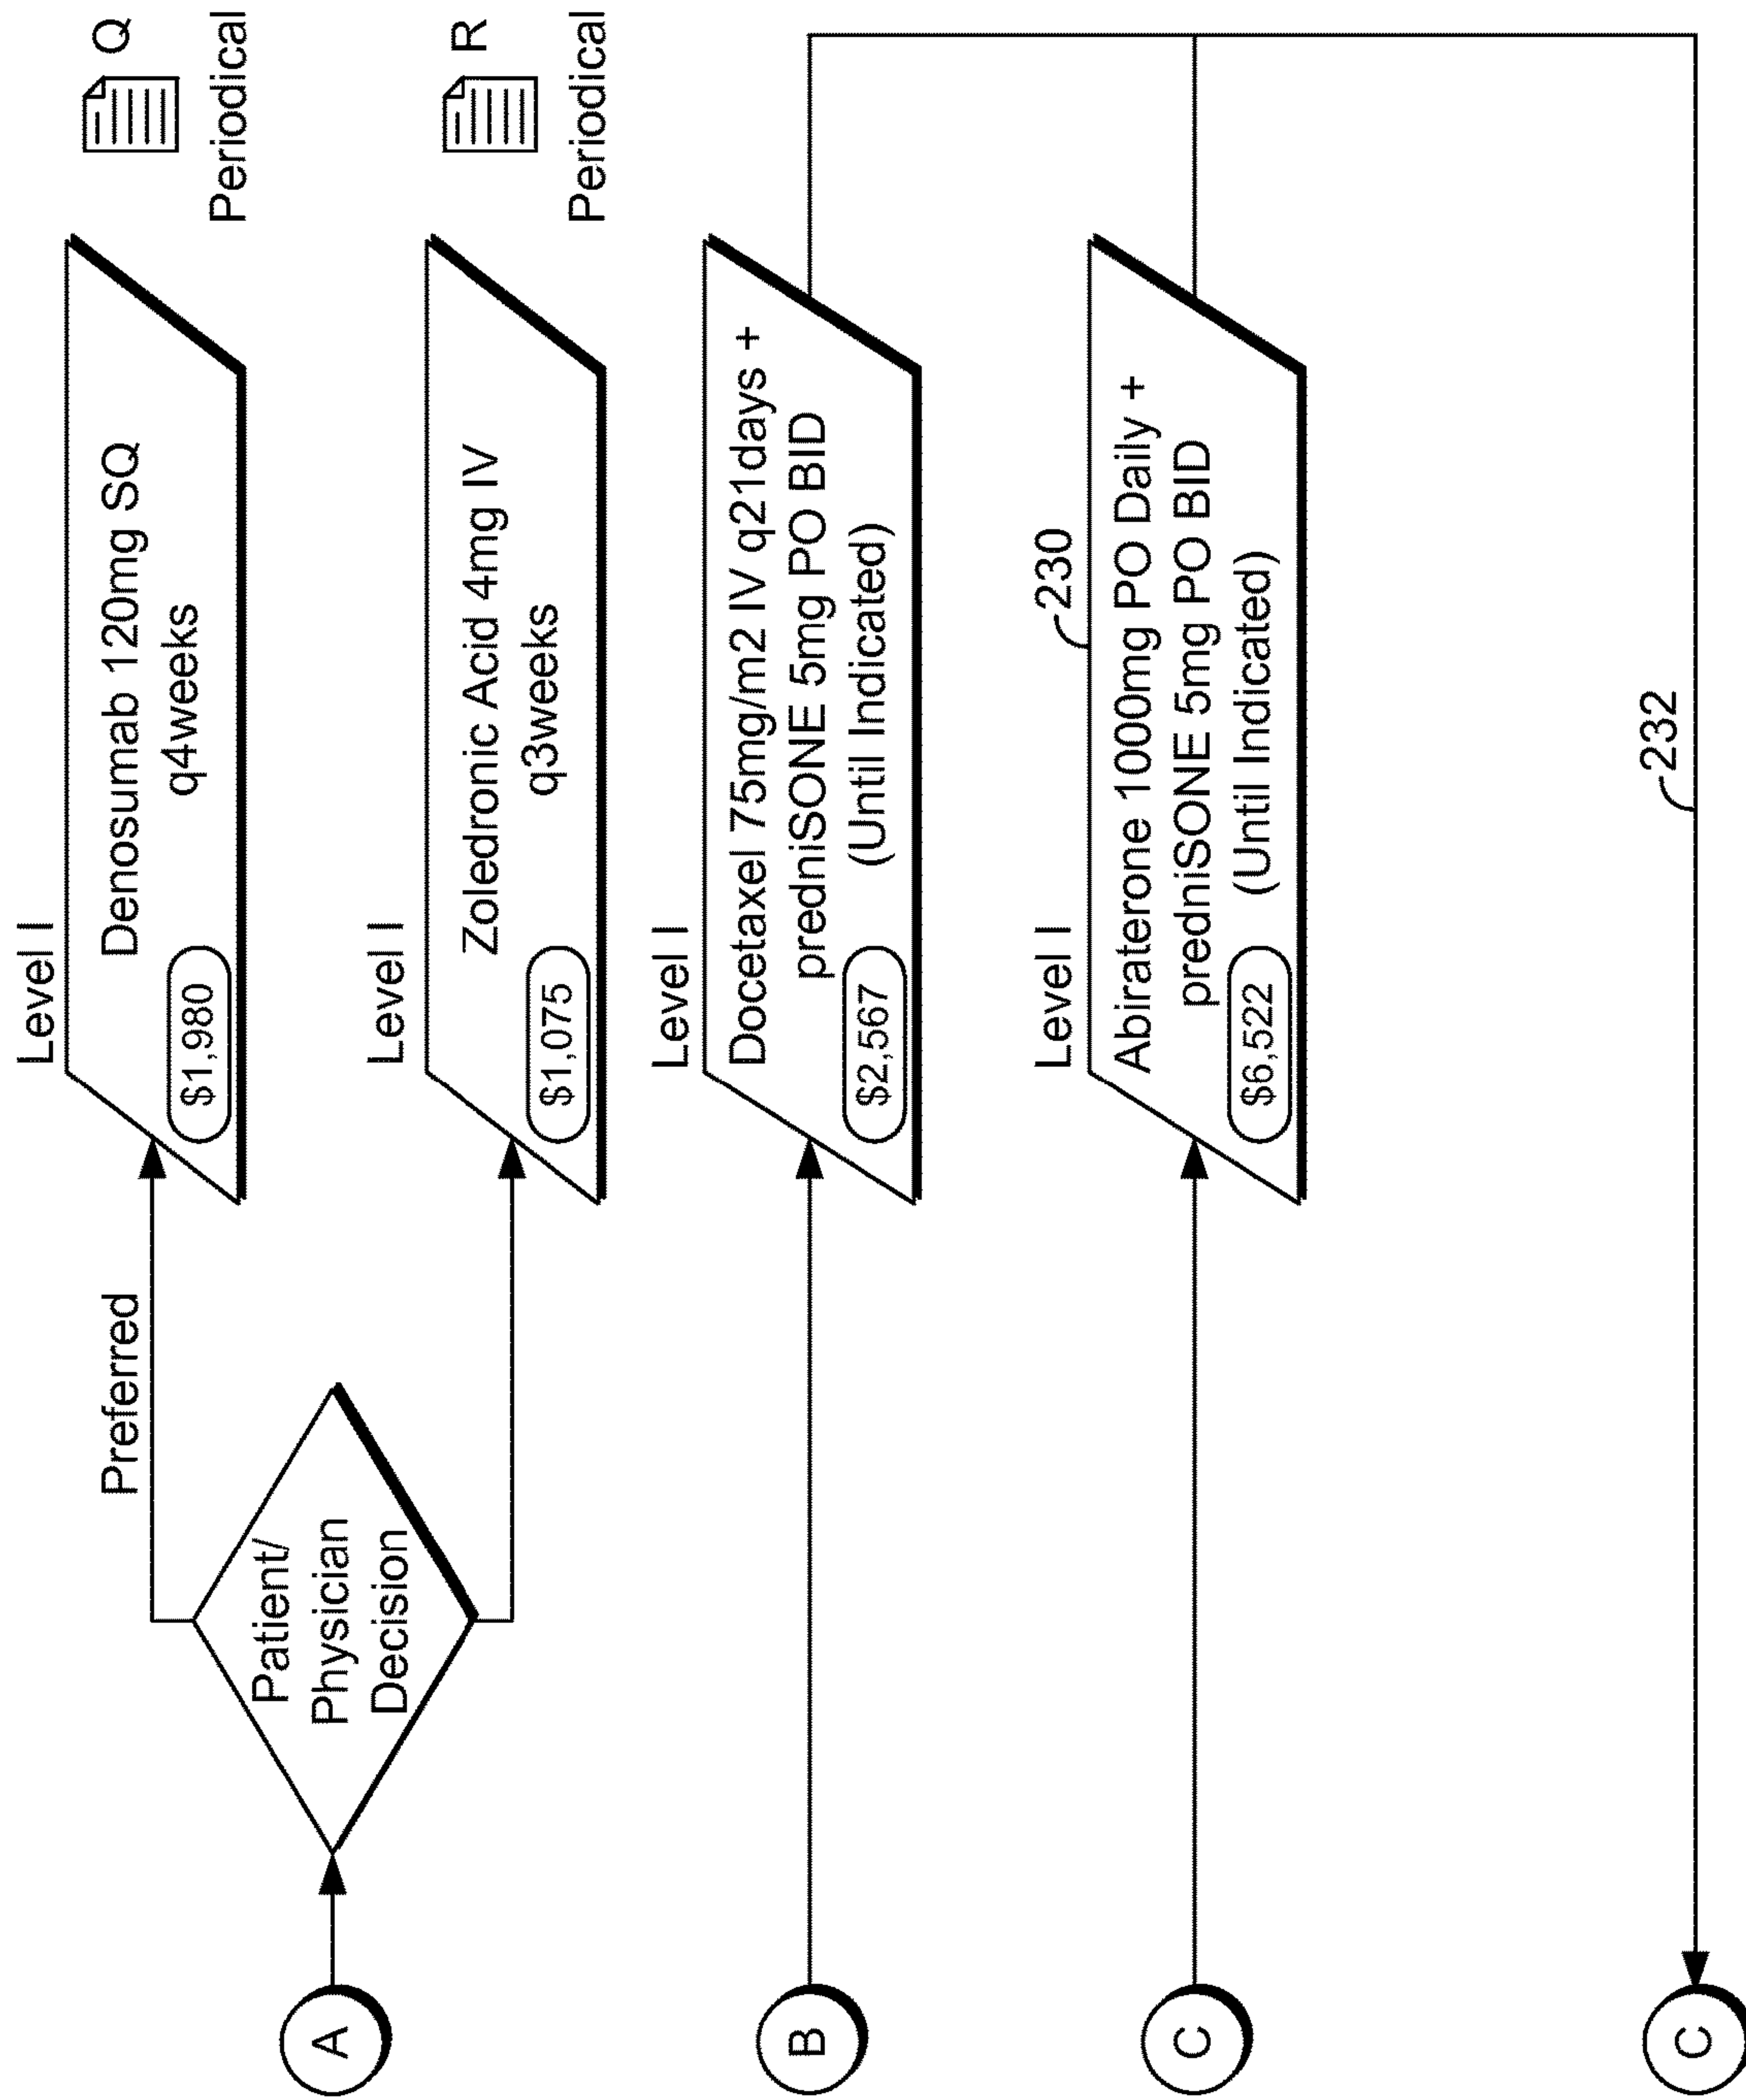 A
Patient/
Physician
Decision
Preferred
Level I
Denosumab 120mg SQ
q4weeks
$1,980
Q
Periodical
Level I
Zoledronic Acid 4mg IV
q3weeks
$1,075
R
Periodical
B
Level I
Docetaxel 75mg/m2 IV q21days +
predniSONE 5mg PO BID
(Until Indicated)
$2,567
C
Level I
230
Abiraterone 1000mg PO Daily +
predniSONE 5mg PO BID
(Until Indicated)
$6,522
232
C